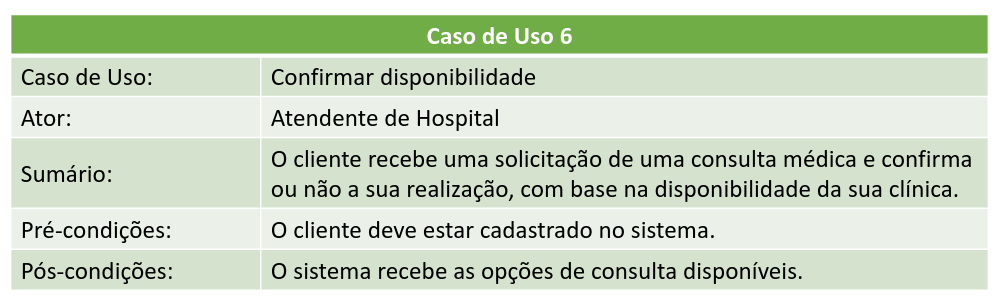 Caso de Uso 6
Caso de Uso: Confirmar disponibilidade
Ator: Atendente de Hospital
Sumário: O cliente recebe uma solicitação de uma consulta médica e confirma
ou não a sua realização, com base na disponibilidade da sua clínica.
Pré-condições: O cliente deve estar cadastrado no sistema.
Pós-condições: O sistema recebe as opções de consulta disponíveis.